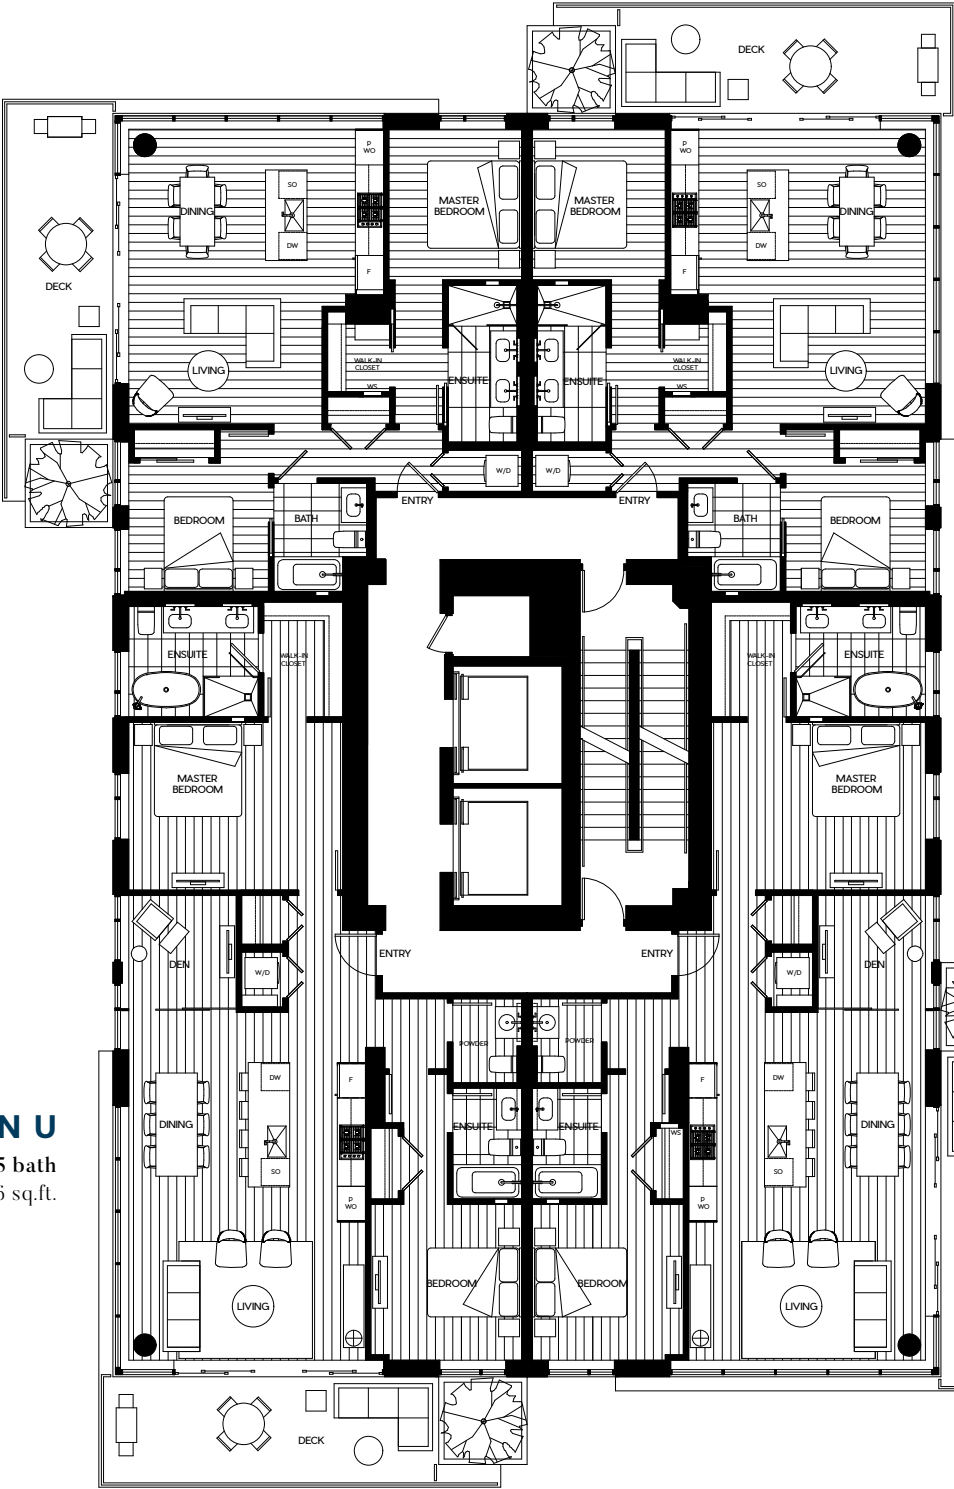 DECK
P
WO
P
WO
SO
DINING
MASTER
BEDROOM
MASTER
BEDROOM
SO
DINING
DW
DW
F
F
DECK
LIVING
WALK-IN
CLOSET
WS
ENSUITE
ENSUITE
WALK-IN
CLOSET
WS
LIVING
W/D
W/D
ENTRY
ENTRY
BEDROOM
BATH
BATH
BEDROOM
ENSUITE
WALK-IN
CLOSET
WALK-IN
CLOSET
ENSUITE
MASTER
BEDROOM
MASTER
BEDROOM
ENTRY
ENTRY
DEN
W/D
W/D
DEN
POWDER
POWDER
DW
F
F
DW
NU
5 bath
6 sq.ft.
DINING
ENSUITE
ENSUITE
WS
DINING
SO
SO
P
WO
P
WO
BEDROOM
BEDROOM
LIVING
LIVING
DECK